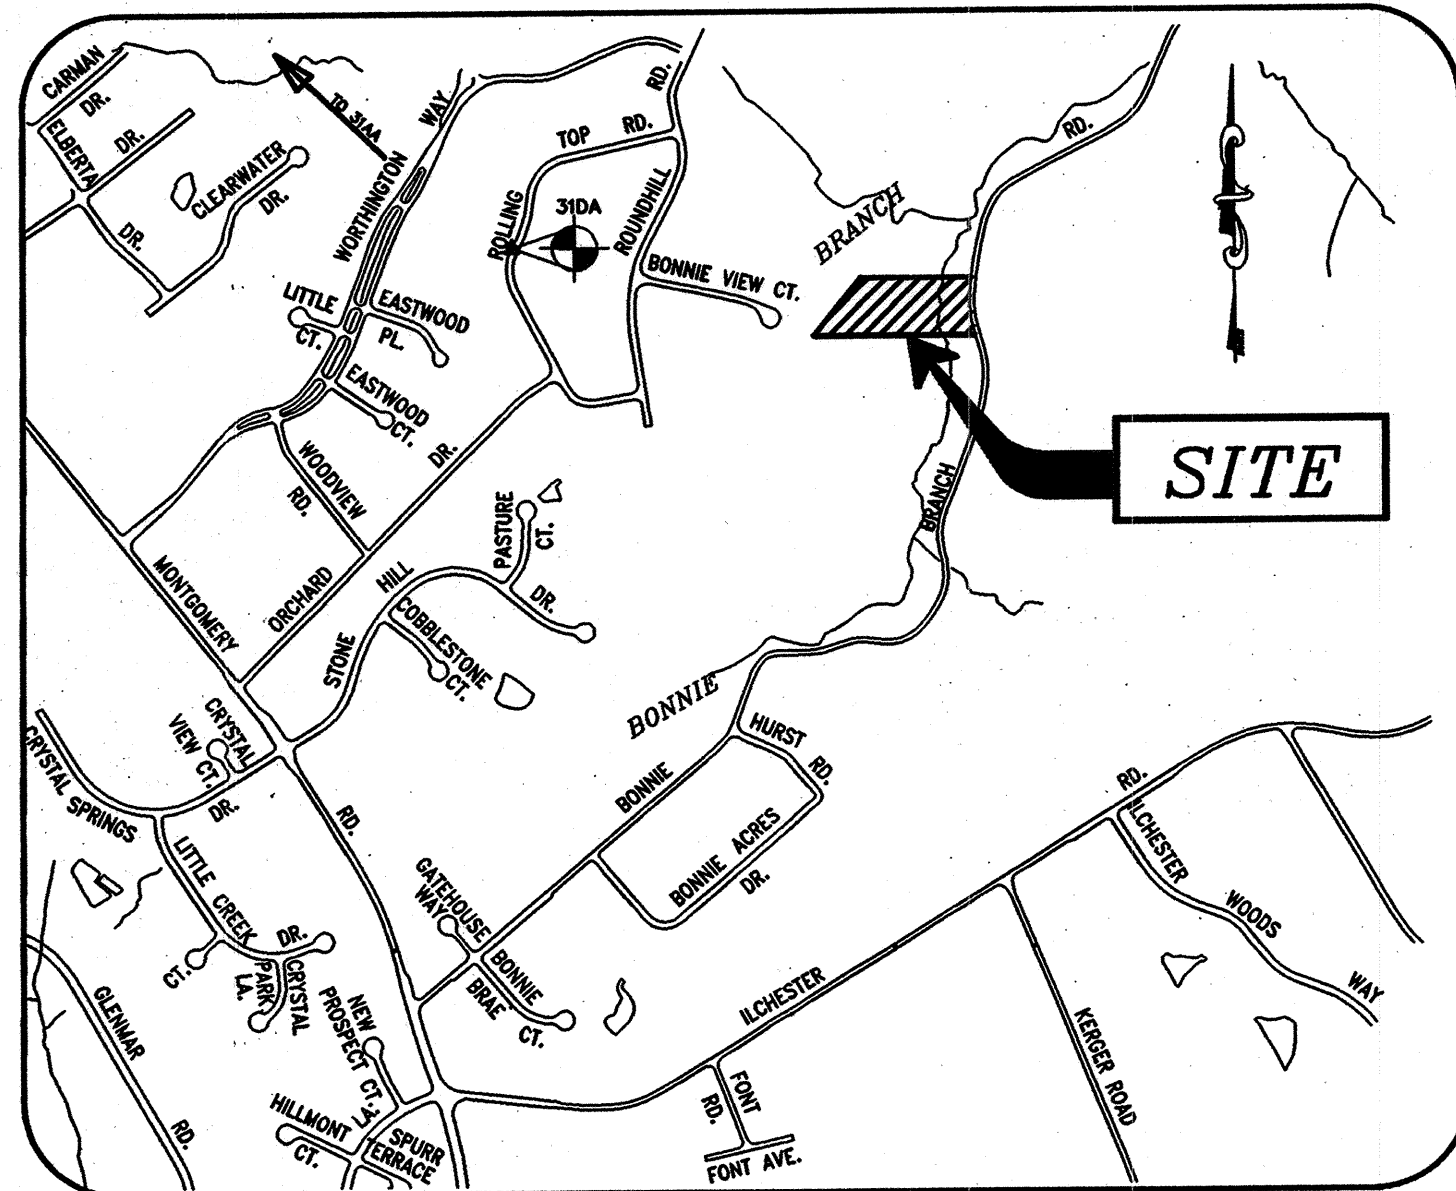 CARMAN
DR.
ELBERTA
DR.
DR.
CLEARWATER
DR.
TO 31AA
WORTHINGTON
WAY
TOP RD.
RD.
ROLLING
31DA
ROUNDHILL
BONNIE VIEW CT.
BRANCH
RD.
LITTLE
CT.
EASTWOOD
PL.
EASTWOOD
CT.
WOODVIEW
RD.
DR.
SITE
BRANCH
MONTGOMERY
ORCHARD
PASTURE
CT.
HILL
DR.
STONE
COBBLESTONE
CT.
BONNIE
CRYSTAL
VIEW CT.
CRYSTAL SPRINGS
DR.
RD.
HURST
RD.
BONNIE
BONNIE ACRES
DR.
RD.
ILCHESTER
WOODS
WAY
LITTLE CREEK
DR.
CT.
PARK
LA.
CRYSTAL
GATEHOUSE
WAY
BONNIE
BRAE
CT.
ILCHESTER
KERGER ROAD
GLENMAR
RD.
NEW
PROSPECT CT.
LA.
HILLMONT
CT.
SPURR
TERRACE
FONT
RD.
FONT AVE.